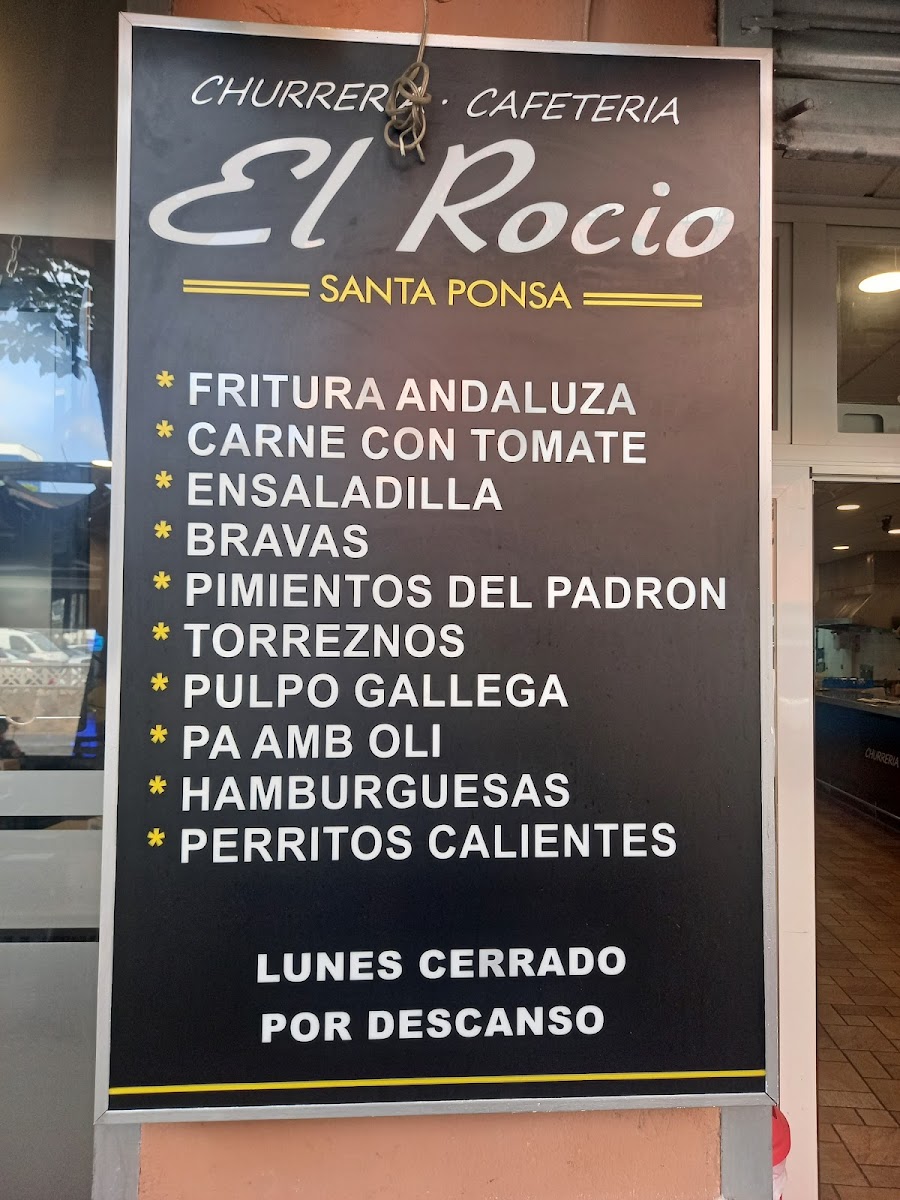 CHURRERIA · CAFETERIA
El Rocio
SANTA PONSA
* FRITURA ANDALUZA
* CARNE CON TOMATE
* ENSALADILLA
* BRAVAS
* PIMIENTOS DEL PADRON
* TORREZNOS
* PULPO GALLEGA
* PA AMB OLI
* HAMBURGUESAS
* PERRITOS CALIENTES
LUNES CERRADO
POR DESCANSO
CHURRERIA